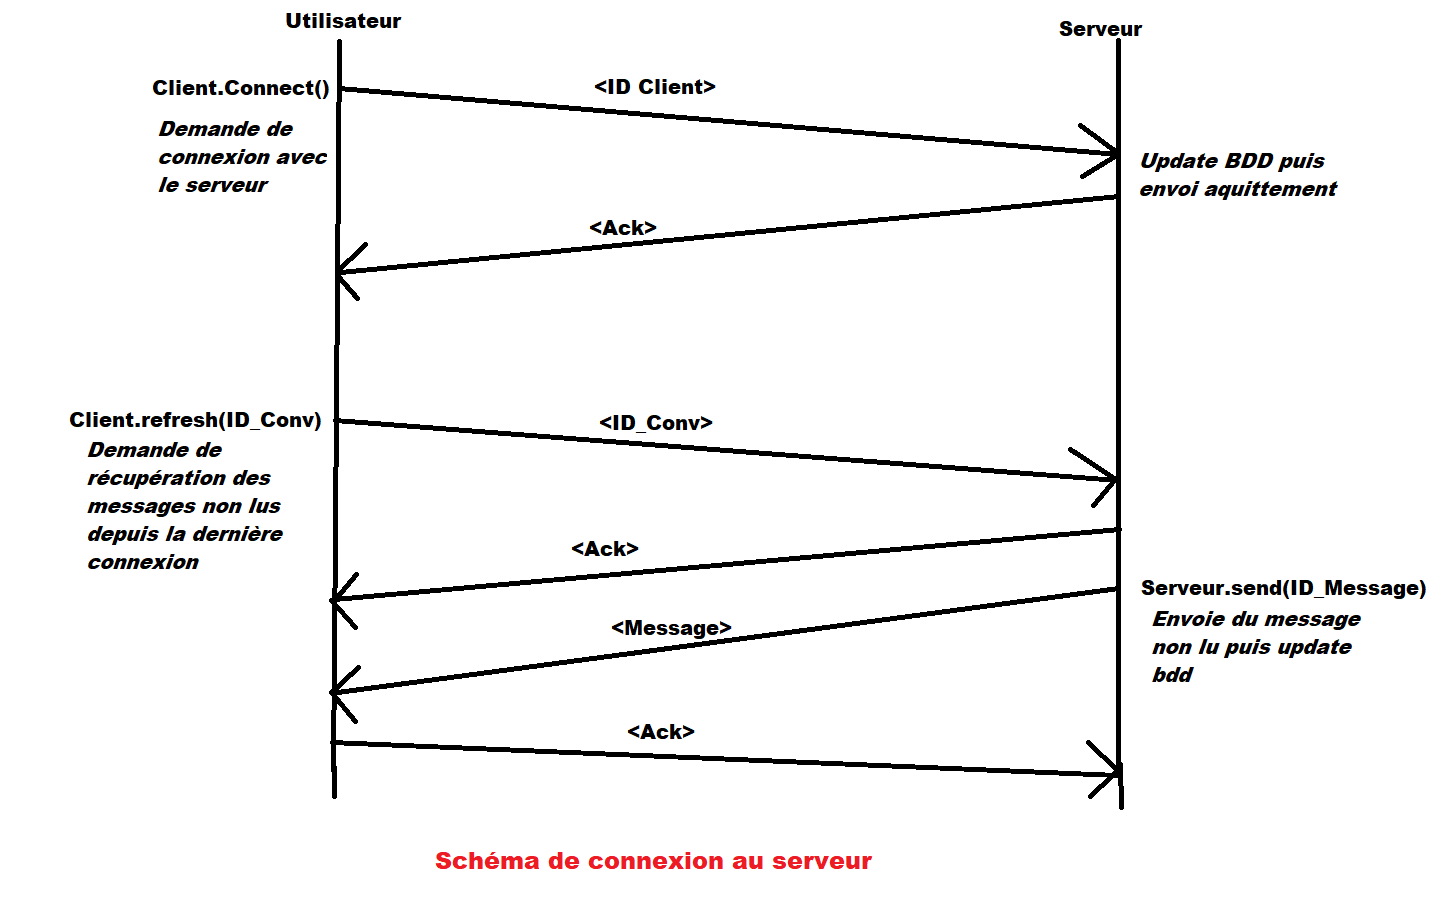 Utilisateur
Serveur
Client.Connect()
<ID Client>
Demande de
connexion avec
le serveur
Update BDD puis
envoi aquittement
<Ack>
Client.refresh(ID_Conv)
<ID_Conv>
Demande de
récupération des
messages non lus
depuis la dernière
connexion
<Ack>
Serveur.send(ID_Message)
Envoie du message
non lu puis update
bdd
<Message>
<Ack>
Schéma de connexion au serveur